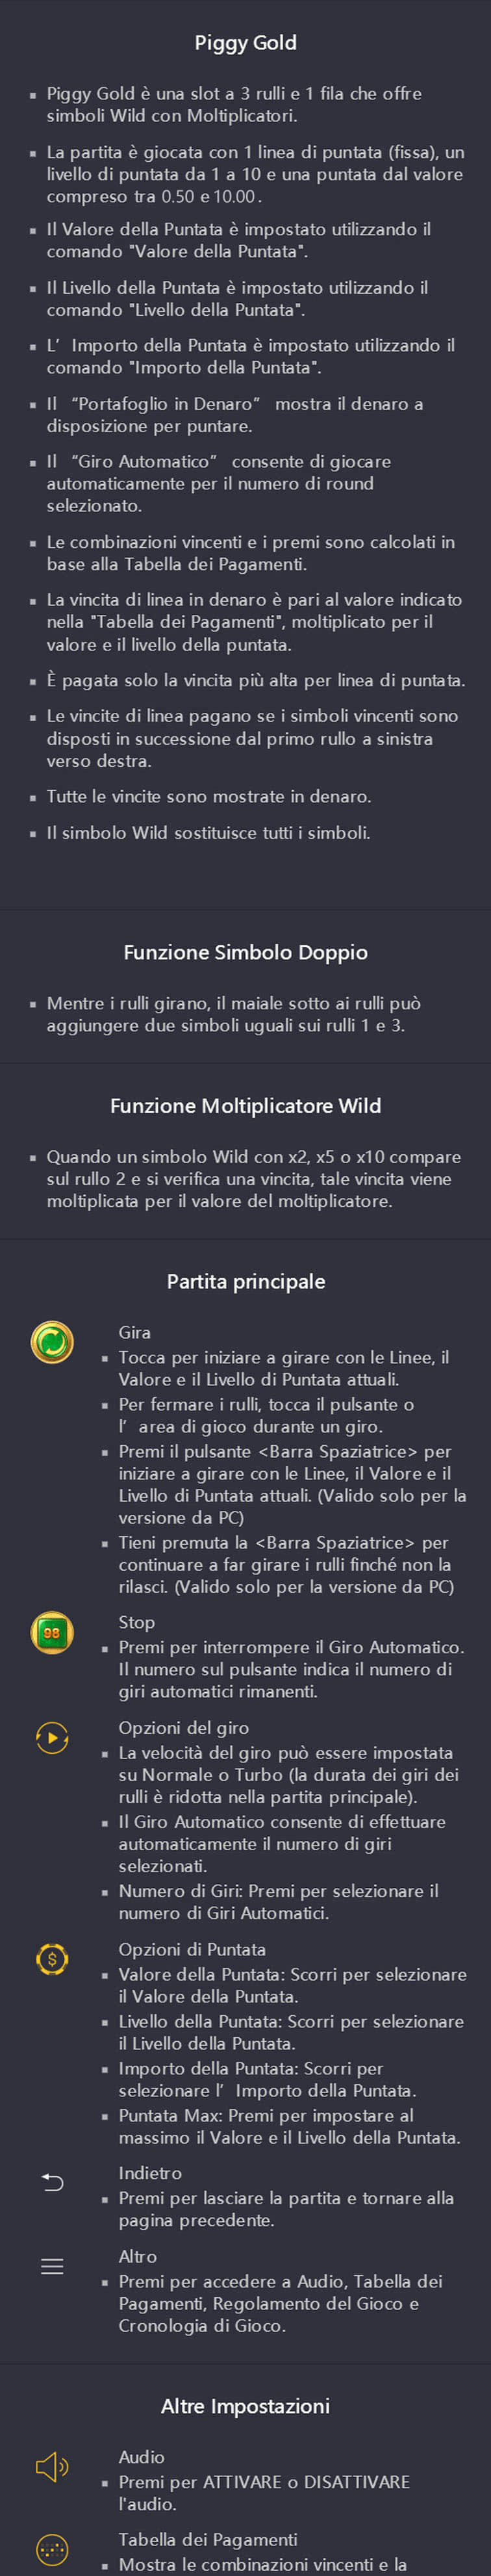 Piggy Gold
▪ Piggy Gold è una slot a 3 rulli e 1 fila che offre
simboli Wild con Moltiplicatori.
▪ La partita è giocata con 1 linea di puntata (fissa), un
livello di puntata da 1 a 10 e una puntata dal valore
compreso tra 0.50 e 10.00 .
▪ Il Valore della Puntata è impostato utilizzando il
comando "Valore della Puntata".
▪ Il Livello della Puntata è impostato utilizzando il
comando "Livello della Puntata".
▪ L’ Importo della Puntata è impostato utilizzando il
comando "Importo della Puntata".
▪ Il “Portafoglio in Denaro” mostra il denaro a
disposizione per puntare.
▪ Il “Giro Automatico” consente di giocare
automaticamente per il numero di round
selezionato.
▪ Le combinazioni vincenti e i premi sono calcolati in
base alla Tabella dei Pagamenti.
▪ La vincita di linea in denaro è pari al valore indicato
nella "Tabella dei Pagamenti", moltiplicato per il
valore e il livello della puntata.
▪ È pagata solo la vincita più alta per linea di puntata.
▪ Le vincite di linea pagano se i simboli vincenti sono
disposti in successione dal primo rullo a sinistra
verso destra.
▪ Tutte le vincite sono mostrate in denaro.
▪ Il simbolo Wild sostituisce tutti i simboli.
Funzione Simbolo Doppio
▪ Mentre i rulli girano, il maiale sotto ai rulli può
aggiungere due simboli uguali sui rulli 1 e 3.
Funzione Moltiplicatore Wild
▪ Quando un simbolo Wild con x2, x5 o x10 compare
sul rullo 2 e si verifica una vincita, tale vincita viene
moltiplicata per il valore del moltiplicatore.
Partita principale
Gira
▪ Tocca per iniziare a girare con le Linee, il
Valore e il Livello di Puntata attuali.
▪ Per fermare i rulli, tocca il pulsante o
l’ area di gioco durante un giro.
▪ Premi il pulsante <Barra Spaziatrice> per
iniziare a girare con le Linee, il Valore e il
Livello di Puntata attuali. (Valido solo per la
versione da PC)
▪ Tieni premuta la <Barra Spaziatrice> per
continuare a far girare i rulli finché non la
rilasci. (Valido solo per la versione da PC)
98
Stop
▪ Premi per interrompere il Giro Automatico.
Il numero sul pulsante indica il numero di
giri automatici rimanenti.
Opzioni del giro
▪ La velocità del giro può essere impostata
su Normale o Turbo (la durata dei giri dei
rulli è ridotta nella partita principale).
▪ Il Giro Automatico consente di effettuare
automaticamente il numero di giri
selezionati.
▪ Numero di Giri: Premi per selezionare il
numero di Giri Automatici.
$
Opzioni di Puntata
▪ Valore della Puntata: Scorri per selezionare
il Valore della Puntata.
▪ Livello della Puntata: Scorri per selezionare
il Livello della Puntata.
▪ Importo della Puntata: Scorri per
selezionare l’ Importo della Puntata.
▪ Puntata Max: Premi per impostare al
massimo il Valore e il Livello della Puntata.
Indietro
▪ Premi per lasciare la partita e tornare alla
pagina precedente.
Altro
▪ Premi per accedere a Audio, Tabella dei
Pagamenti, Regolamento del Gioco e
Cronologia di Gioco.
Altre Impostazioni
Audio
▪ Premi per ATTIVARE o DISATTIVARE
l'audio.
Tabella dei Pagamenti
▪ Mostra le combinazioni vincenti e la